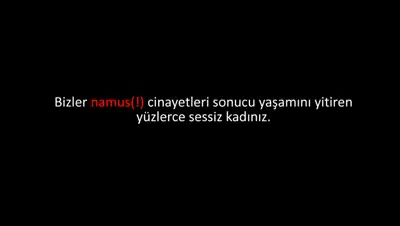 Bizler namus(!) cinayetleri sonucu yaşamını yitiren
yüzlerce sessiz kadınız.